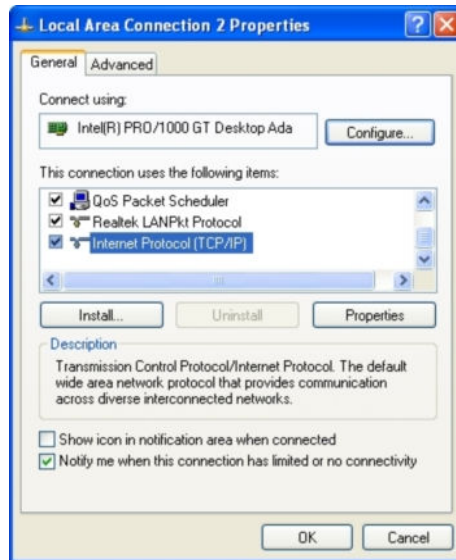 Local Area Connection 2 Properties
General Advanced
Connect using:
Intel(R) PRO/1000 GT Desktop Ada
Configure...
This connection uses the following items:
QoS Packet Scheduler
Realtek LANPkt Protocol
Internet Protocol (TCP/IP)
Install... Uninstall Properties
Description
Transmission Control Protocol/Internet Protocol. The default
wide area network protocol that provides communication
across diverse interconnected networks.
Show icon in notification area when connected
Notify me when this connection has limited or no connectivity
OK Cancel